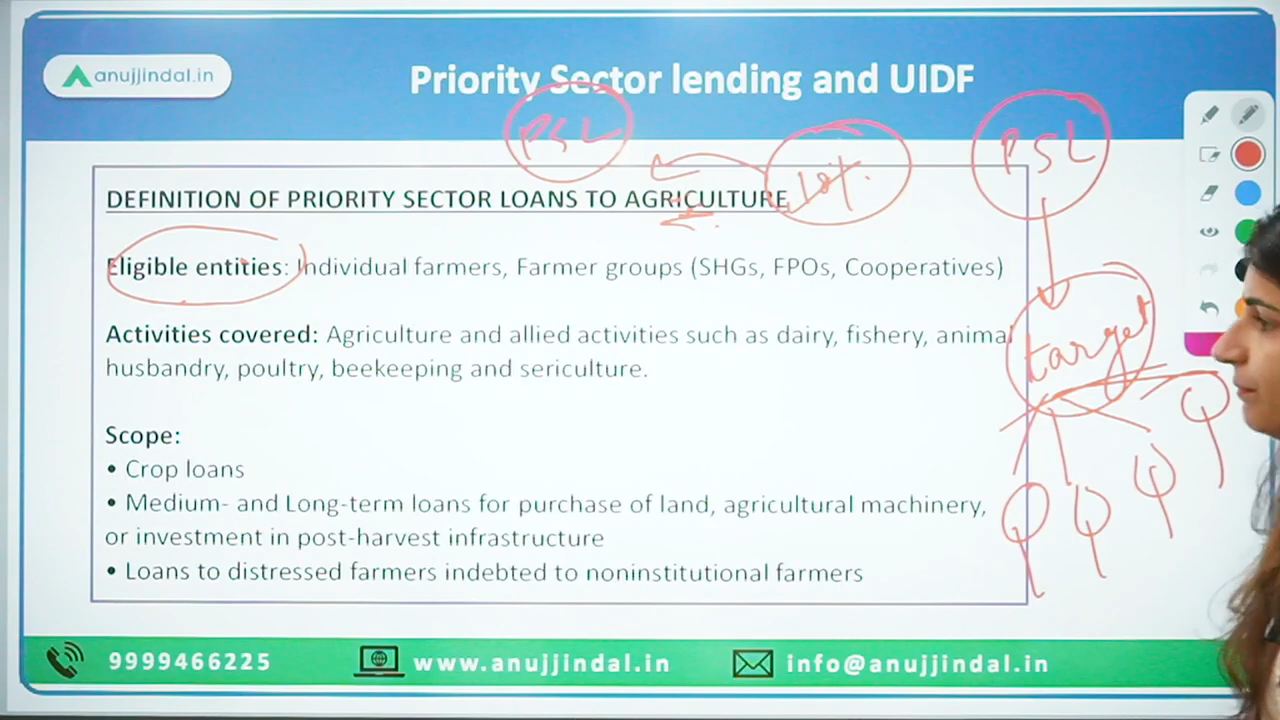 anujjindal.in
Priority Sector lending and UIDF
PSL
PSL
DEFINITION OF PRIORITY SECTOR LOANS TO AGRICULTURE
Eligible entities: Individual farmers, Farmer groups (SHGs, FPOs, Cooperatives)
target
Activities covered: Agriculture and allied activities such as dairy, fishery, animal
husbandry, poultry, beekeeping and sericulture.
Scope:
• Crop loans
• Medium- and Long-term loans for purchase of land, agricultural machinery,
or investment in post-harvest infrastructure
• Loans to distressed farmers indebted to noninstitutional farmers
9999466225 www.anujjindal.in info@anujjindal.in